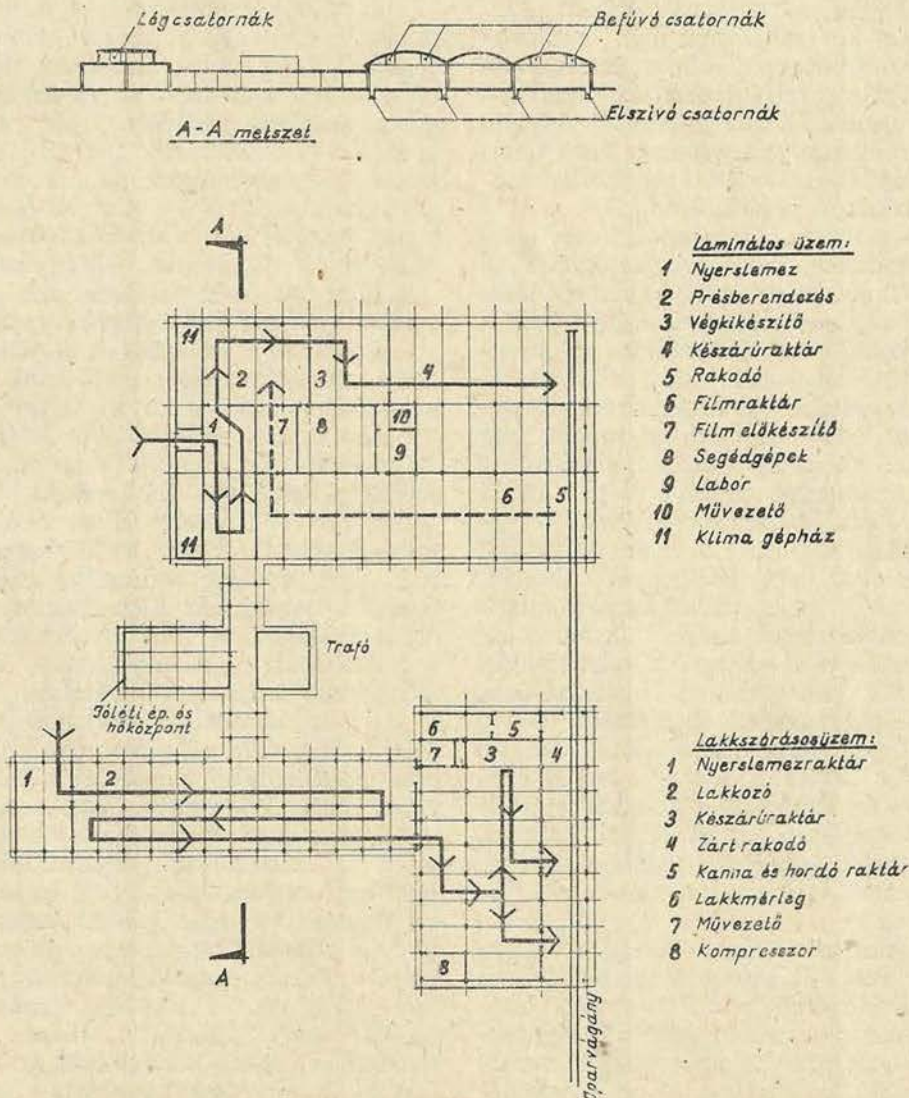 Légcsatornák
Befúvó csatornák
Elszívó csatornák
A-A metszet
A
Laminátos üzem:
1 Nyerslemez
2 Présberendezés
3 Végkikészítő
4 Készárúraktár
5 Rakodó
6 Filmraktár
7 Film előkészítő
8 Segédgépek
9 Labor
10 Művezető
11 Klima gépház
11
2
3
4
1
7
8
10
9
6
5
11
Trafó
Jóléti ép. és
hőközpont
1
2
6
5
7
3
4
8
A
Iparvágány
Lakkszórásosüzem:
1 Nyerslemezraktár
2 Lakkozó
3 Készárúraktár
4 Zárt rakodó
5 Kanna és hordó raktár
6 Lakkmérleg
7 Művezető
8 Kompresszor